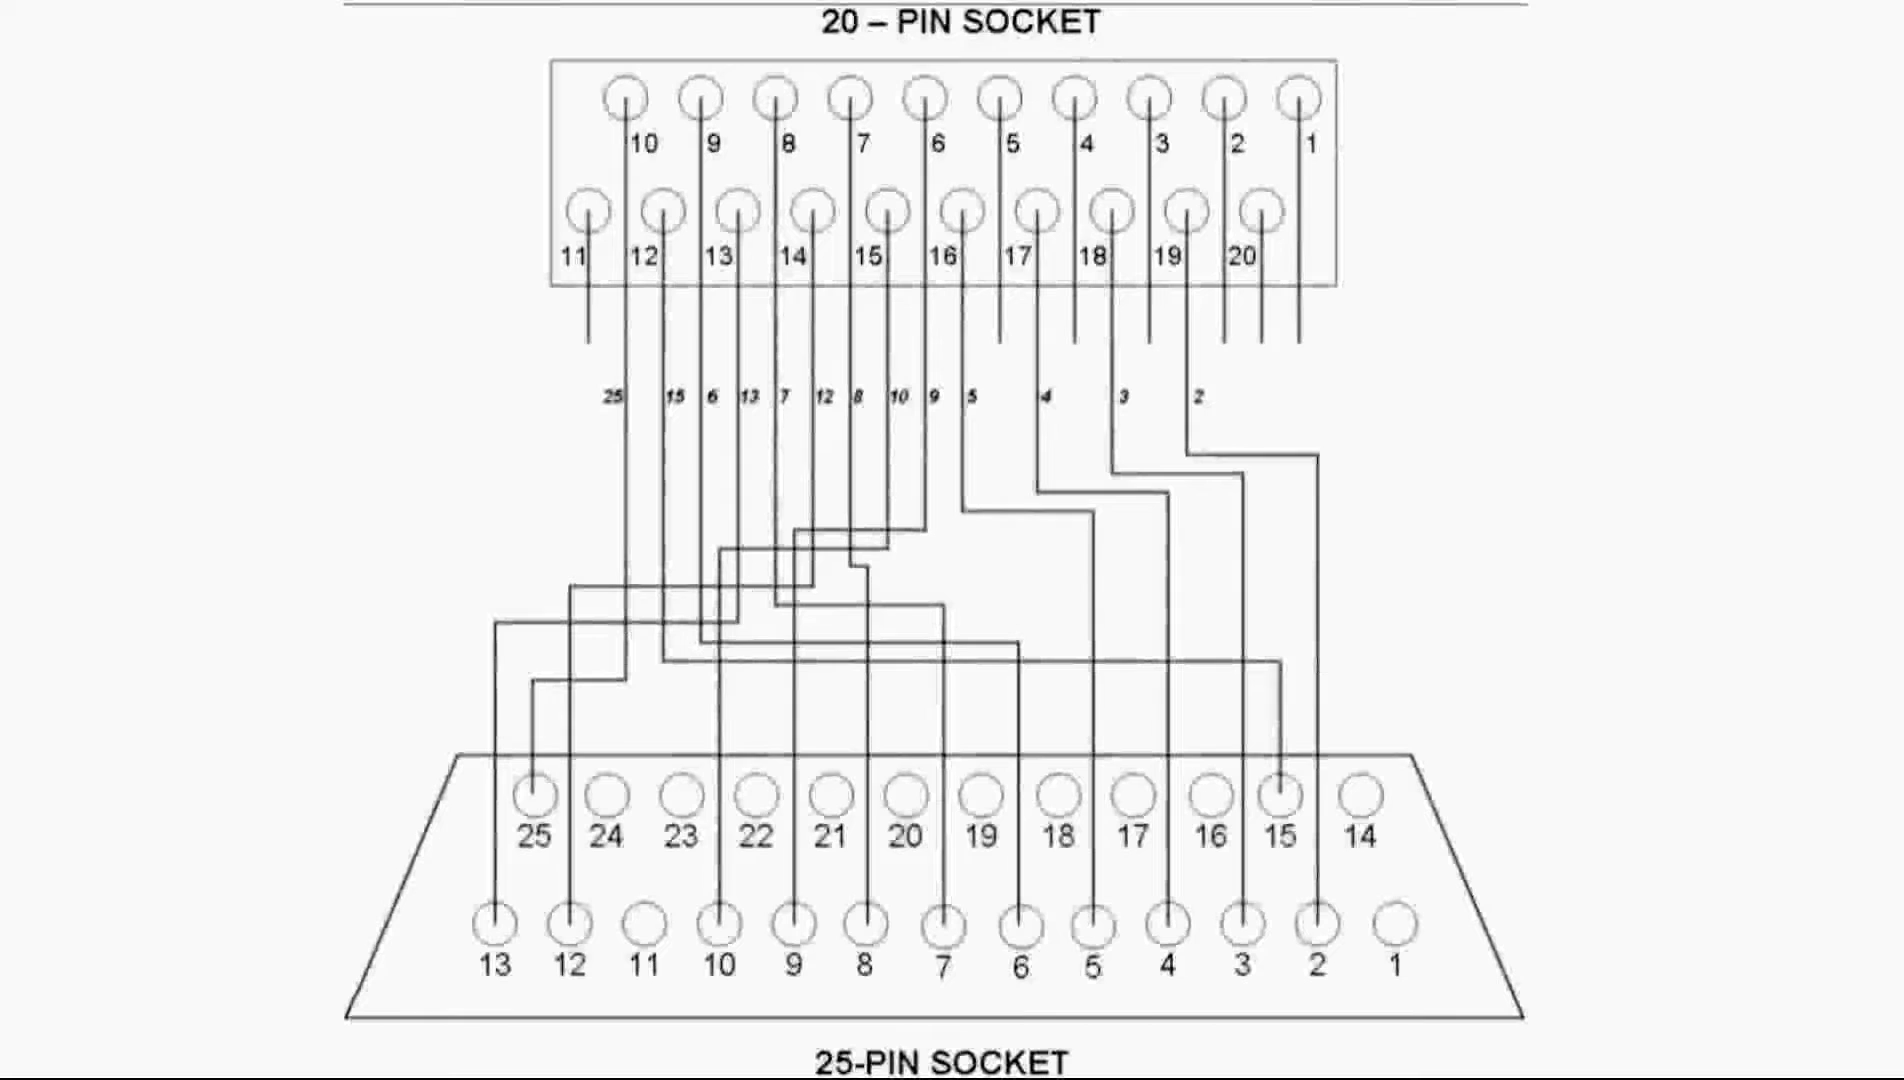 20 – PIN SOCKET
10 9 8 7 6 5 4 3 2 1
11 12 13 14 15 16 17 18 19 20
25 15 6 13 7 12 8 10 9 5 4 3 2
25 24 23 22 21 20 19 18 17 16 15 14
13 12 11 10 9 8 7 6 5 4 3 2 1
25-PIN SOCKET